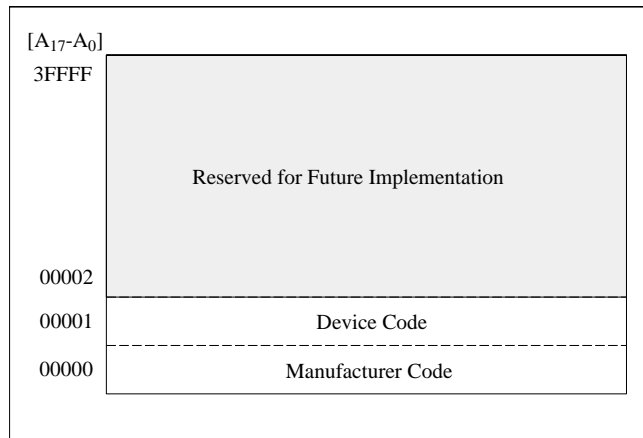 [A17-A0]
3FFFF
Reserved for Future Implementation
00002
00001
Device Code
00000
Manufacturer Code